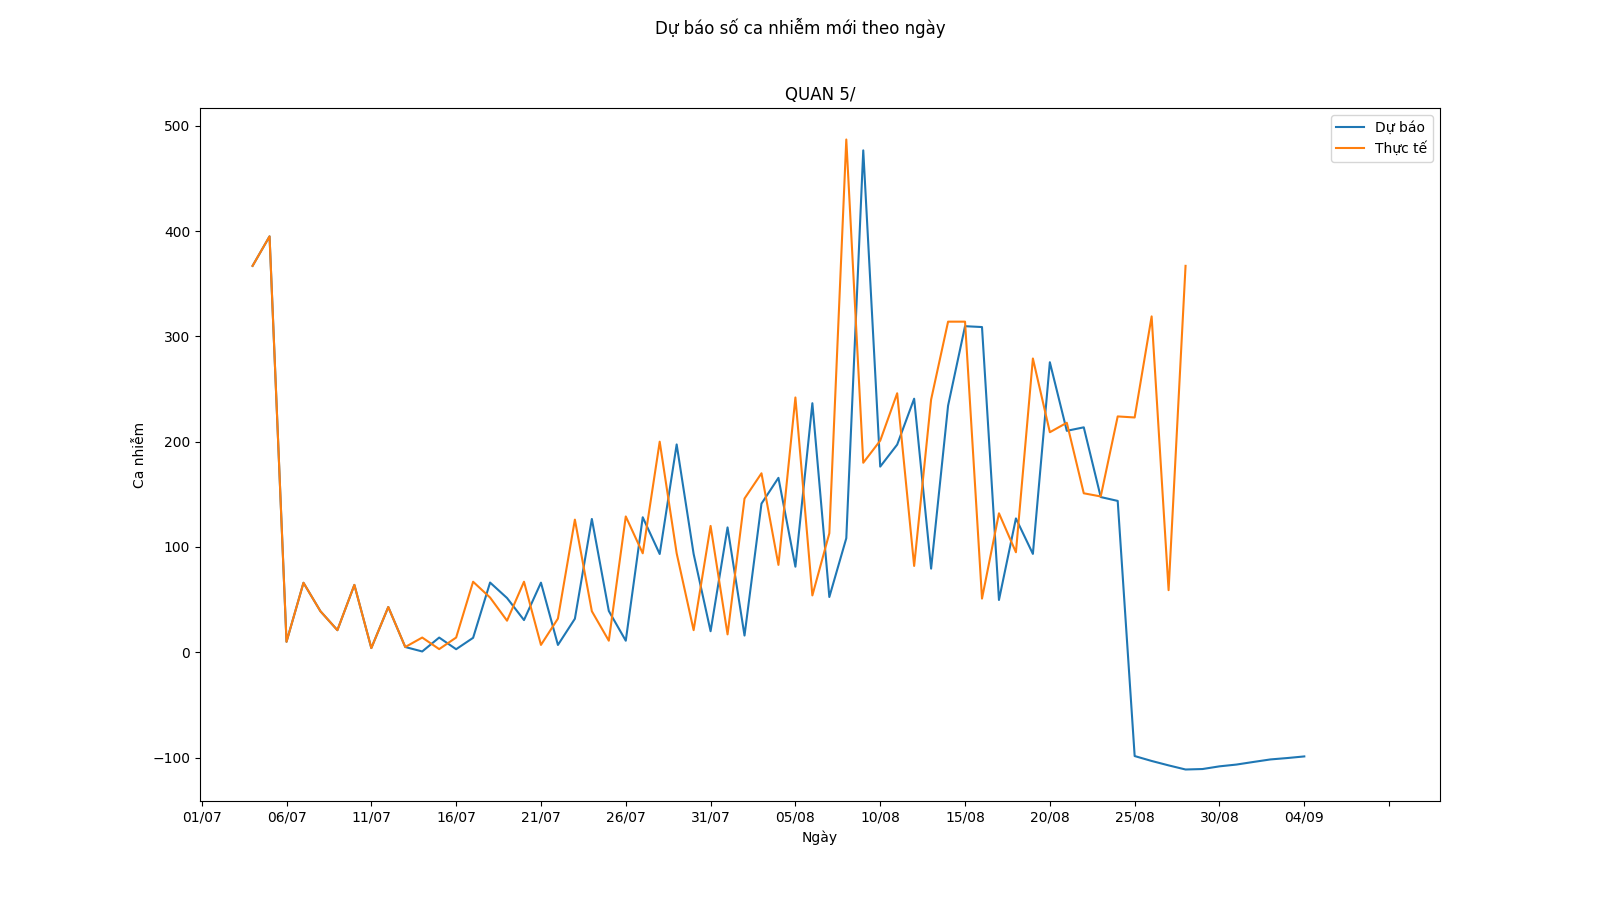 Dự báo số ca nhiễm mới theo ngày
QUAN 5/
Dự báo
Thực tế
500
400
300
200
100
0
−100
Ca nhiễm
01/07 06/07 11/07 16/07 21/07 26/07 31/07 05/08 10/08 15/08 20/08 25/08 30/08 04/09
Ngày